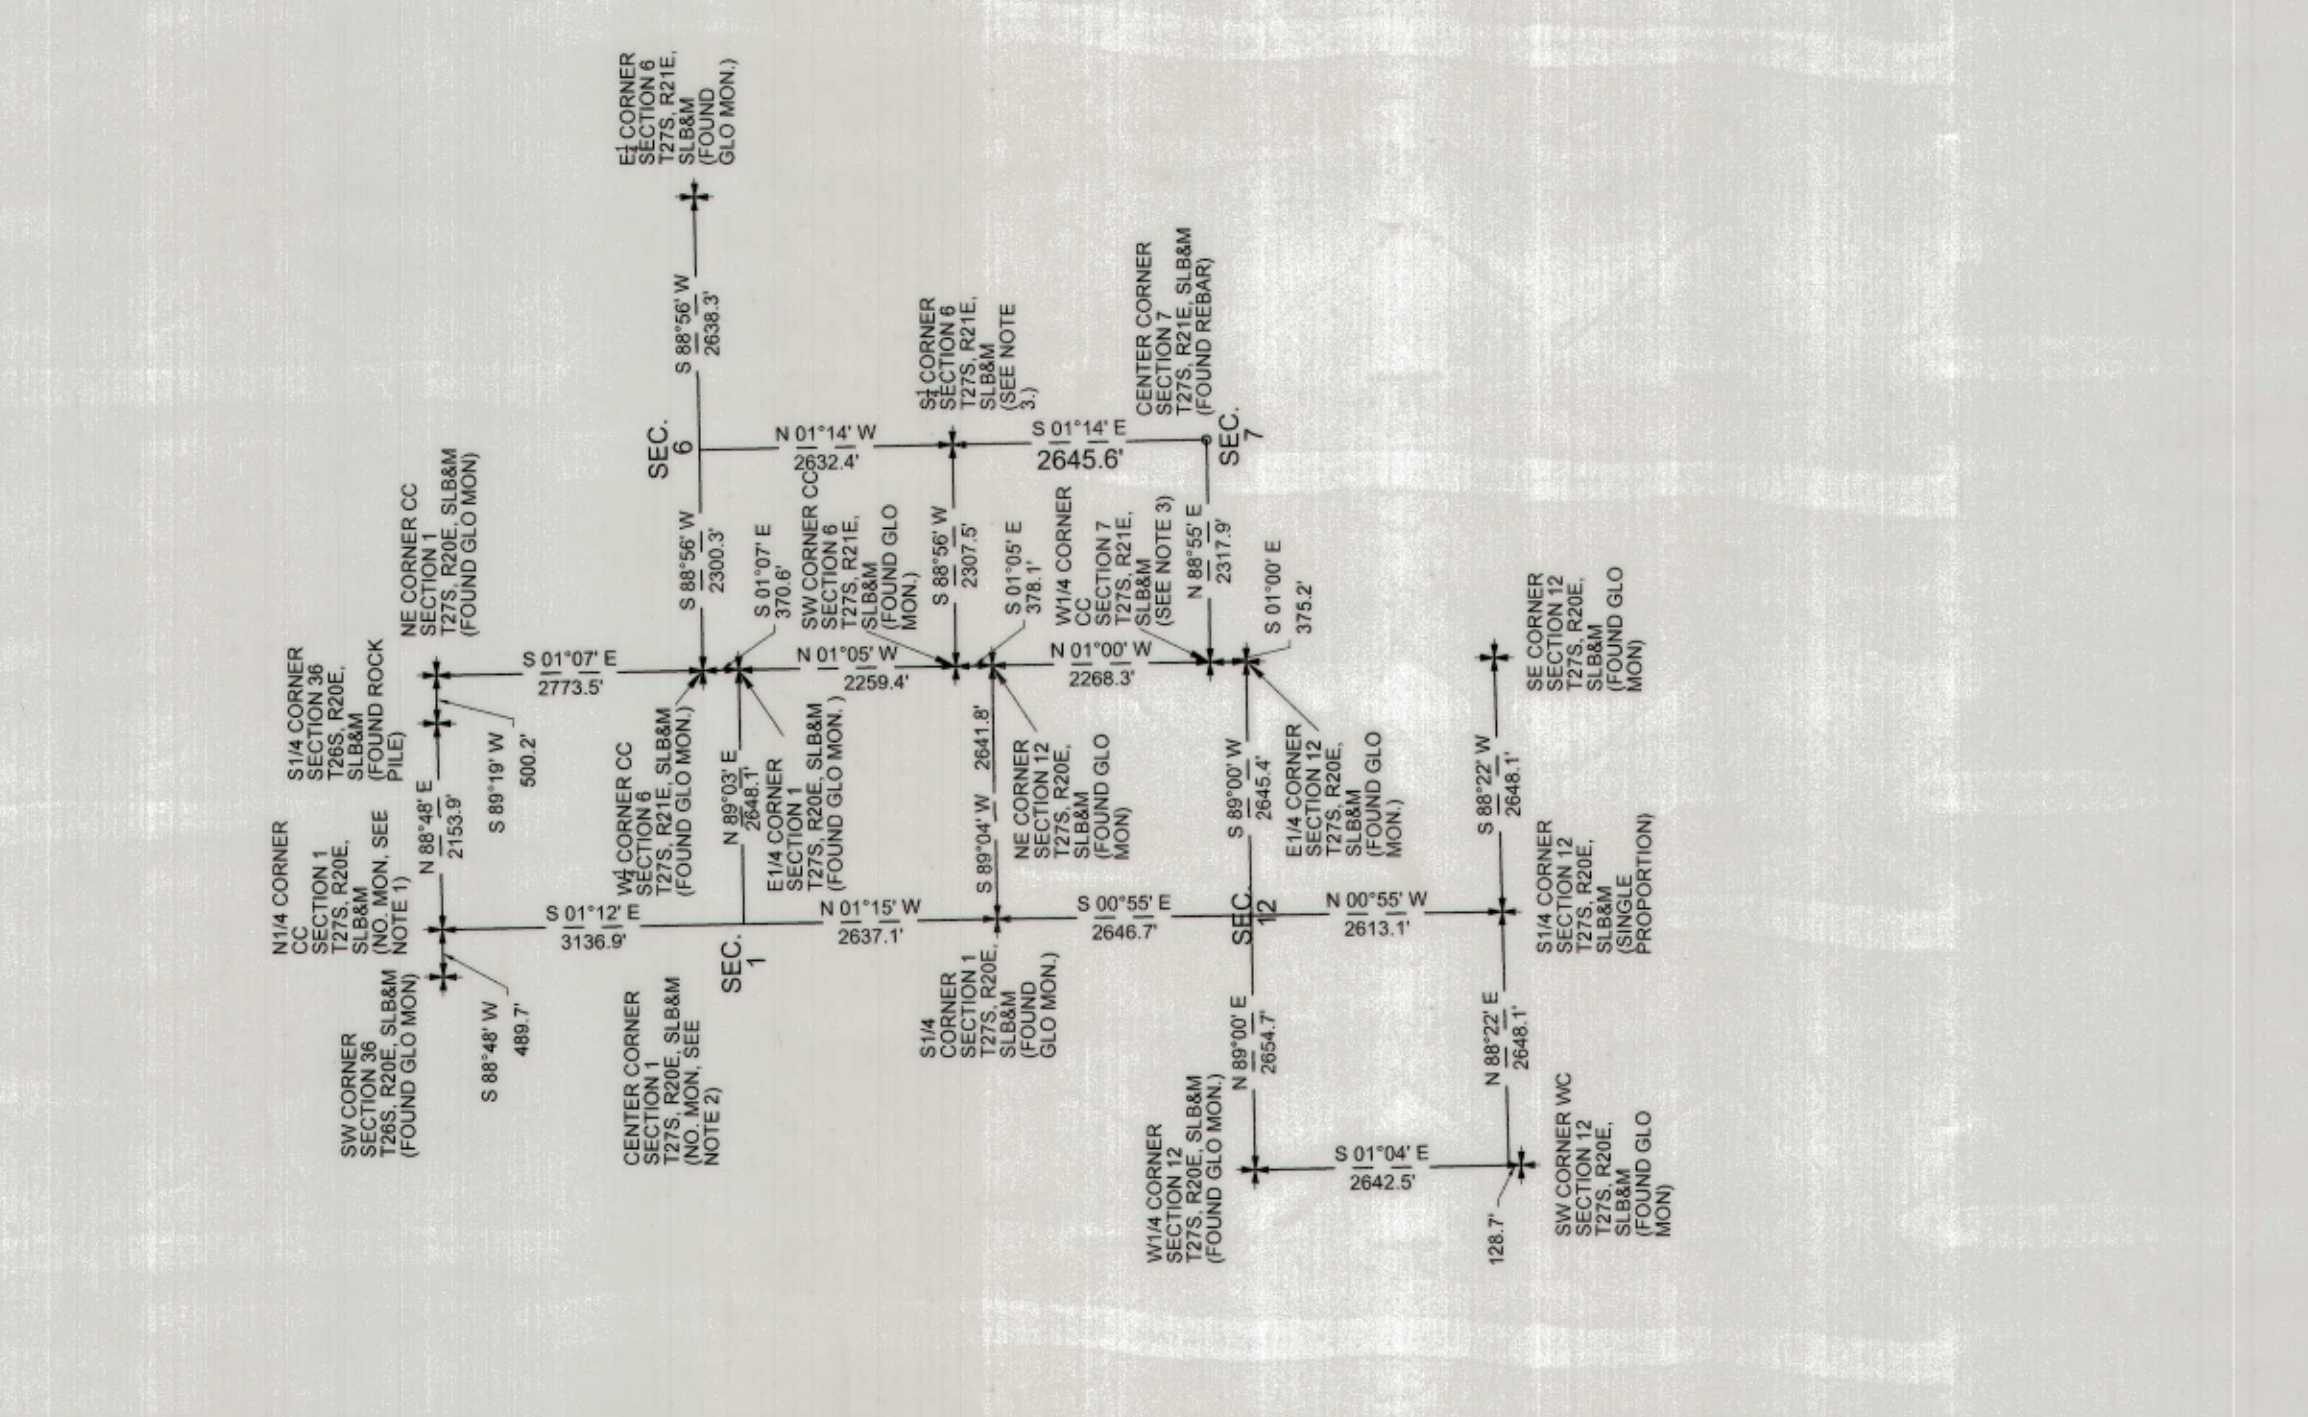 E¼ CORNER
SECTION 6
T27S, R21E,
SLB&M
(FOUND
GLO MON.)
S 88°56' W
2638.3'
SEC.
6
N 01°14' W
2632.4'
S¼ CORNER
SECTION 6
T27S, R21E,
SLB&M
(SEE NOTE
3.)
S 01°14' E
2645.6'
CENTER CORNER
SECTION 7
T27S, R21E, SLB&M
(FOUND REBAR)
SEC.
7
NE CORNER CC
SECTION 1
T27S, R20E, SLB&M
(FOUND GLO MON)
S1/4 CORNER
SECTION 36
T26S, R20E,
SLB&M
(FOUND ROCK
PILE)
S 01°07' E
2773.5'
S 88°56' W
2300.3'
S 01°07' E
370.6'
SW CORNER CC
SECTION 6
T27S, R21E,
SLB&M
(FOUND GLO
MON.)
N 01°05' W
2259.4'
S 88°56' W
2307.5'
S 01°05' E
378.1'
W1/4 CORNER
CC
SECTION 7
T27S, R21E,
SLB&M
(SEE NOTE 3)
N 01°00' W
2268.3'
N 88°55' E
2317.9'
S 01°00' E
375.2'
SE CORNER
SECTION 12
T27S, R20E,
SLB&M
(FOUND GLO
MON)
N1/4 CORNER
CC
SECTION 1
T27S, R20E,
SLB&M
(NO. MON, SEE
NOTE 1)
N 88°48' E
2153.9'
S 89°19' W
500.2'
W¼ CORNER CC
SECTION 6
T27S, R21E, SLB&M
(FOUND GLO MON.)
N 89°03' E
2648.1'
E1/4 CORNER
SECTION 1
T27S, R20E, SLB&M
(FOUND GLO MON. )
S 89°04' W 2641.8'
NE CORNER
SECTION 12
T27S, R20E,
SLB&M
(FOUND GLO
MON)
S 89°00' W
2645.4'
E1/4 CORNER
SECTION 12
T27S, R20E,
SLB&M
(FOUND GLO
MON.)
S 88°22' W
2648.1'
S1/4 CORNER
SECTION 12
T27S, R20E,
SLB&M
(SINGLE
PROPORTION)
SW CORNER
SECTION 36
T26S, R20E, SLB&M
(FOUND GLO MON)
S 88°48' W
489.7'
S 01°12' E
3136.9'
CENTER CORNER
SECTION 1
T27S, R20E, SLB&M
(NO. MON, SEE
NOTE 2)
SEC.
1
N 01°15' W
2637.1'
S1/4
CORNER
SECTION 1
T27S, R20E,
SLB&M
(FOUND
GLO MON.)
S 00°55' E
2646.7'
SEC.
12
N 00°55' W
2613.1'
W1/4 CORNER
SECTION 12
T27S, R20E, SLB&M
(FOUND GLO MON.)
N 89°00' E
2654.7'
S 01°04' E
2642.5'
N 88°22' E
2648.1'
128.7'
SW CORNER WC
SECTION 12
T27S, R20E,
SLB&M
(FOUND GLO
MON)